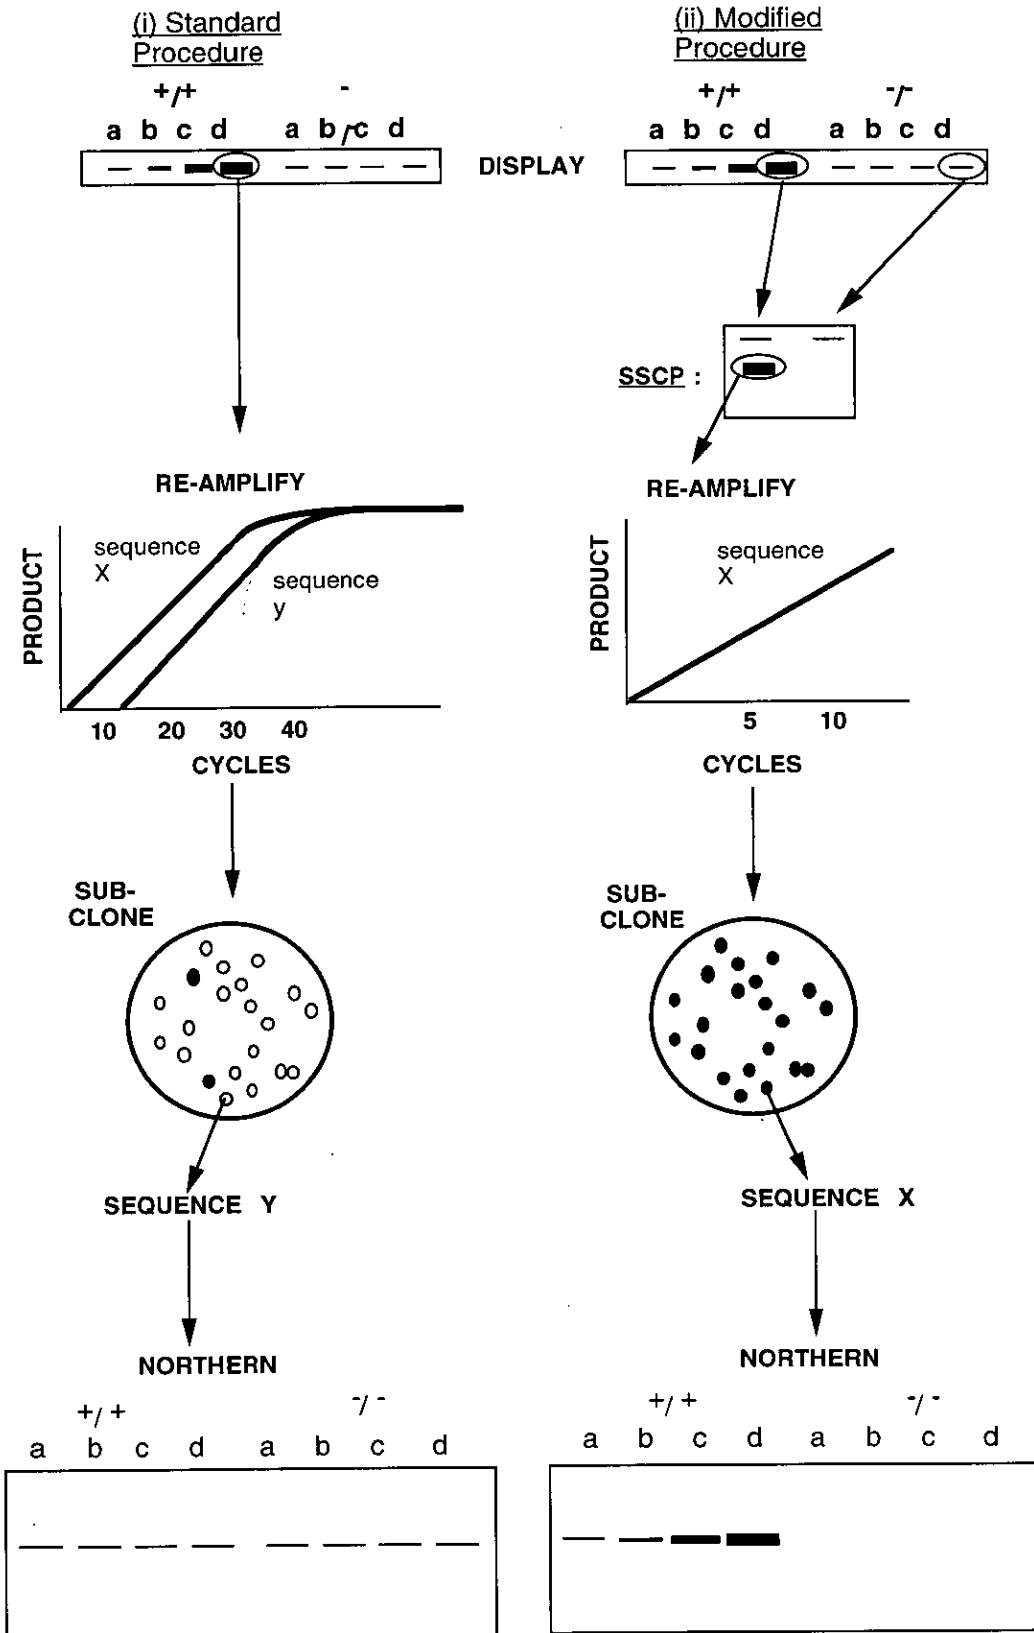 (i) Standard
Procedure
+/+ -/
a b c d a b c d
DISPLAY
(ii) Modified
Procedure
+/+ -/-
a b c d a b c d
SSCP :
RE-AMPLIFY
PRODUCT
sequence
X
sequence
y
10 20 30 40
CYCLES
RE-AMPLIFY
PRODUCT
sequence
X
5 10
CYCLES
SUB-
CLONE
SUB-
CLONE
SEQUENCE Y
SEQUENCE X
NORTHERN
+/+ -/-
a b c d a b c d
NORTHERN
+/+ -/-
a b c d a b c d